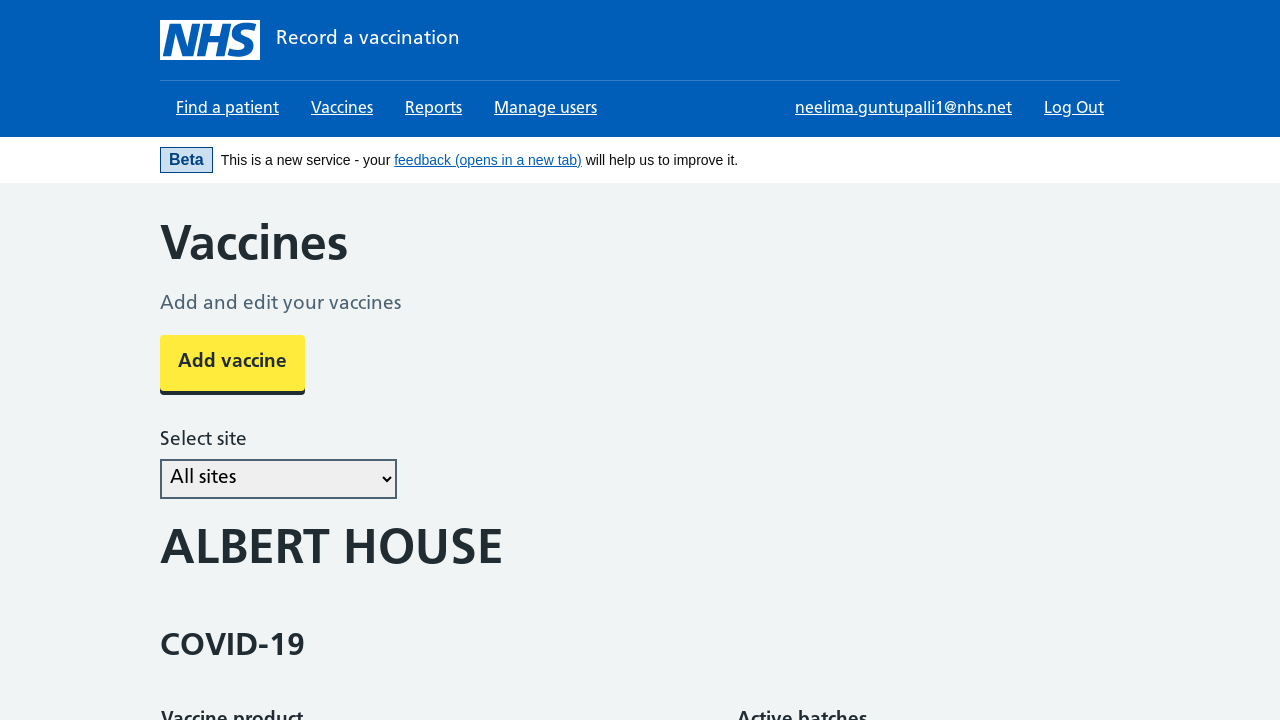 NHS Record a vaccination
Find a patient Vaccines Reports Manage users neelima.guntupalli1@nhs.net Log Out
Beta This is a new service - your feedback (opens in a new tab) will help us to improve it.
Vaccines
Add and edit your vaccines
Add vaccine
Select site
All sites
ALBERT HOUSE
COVID-19
Vaccine product Active batches